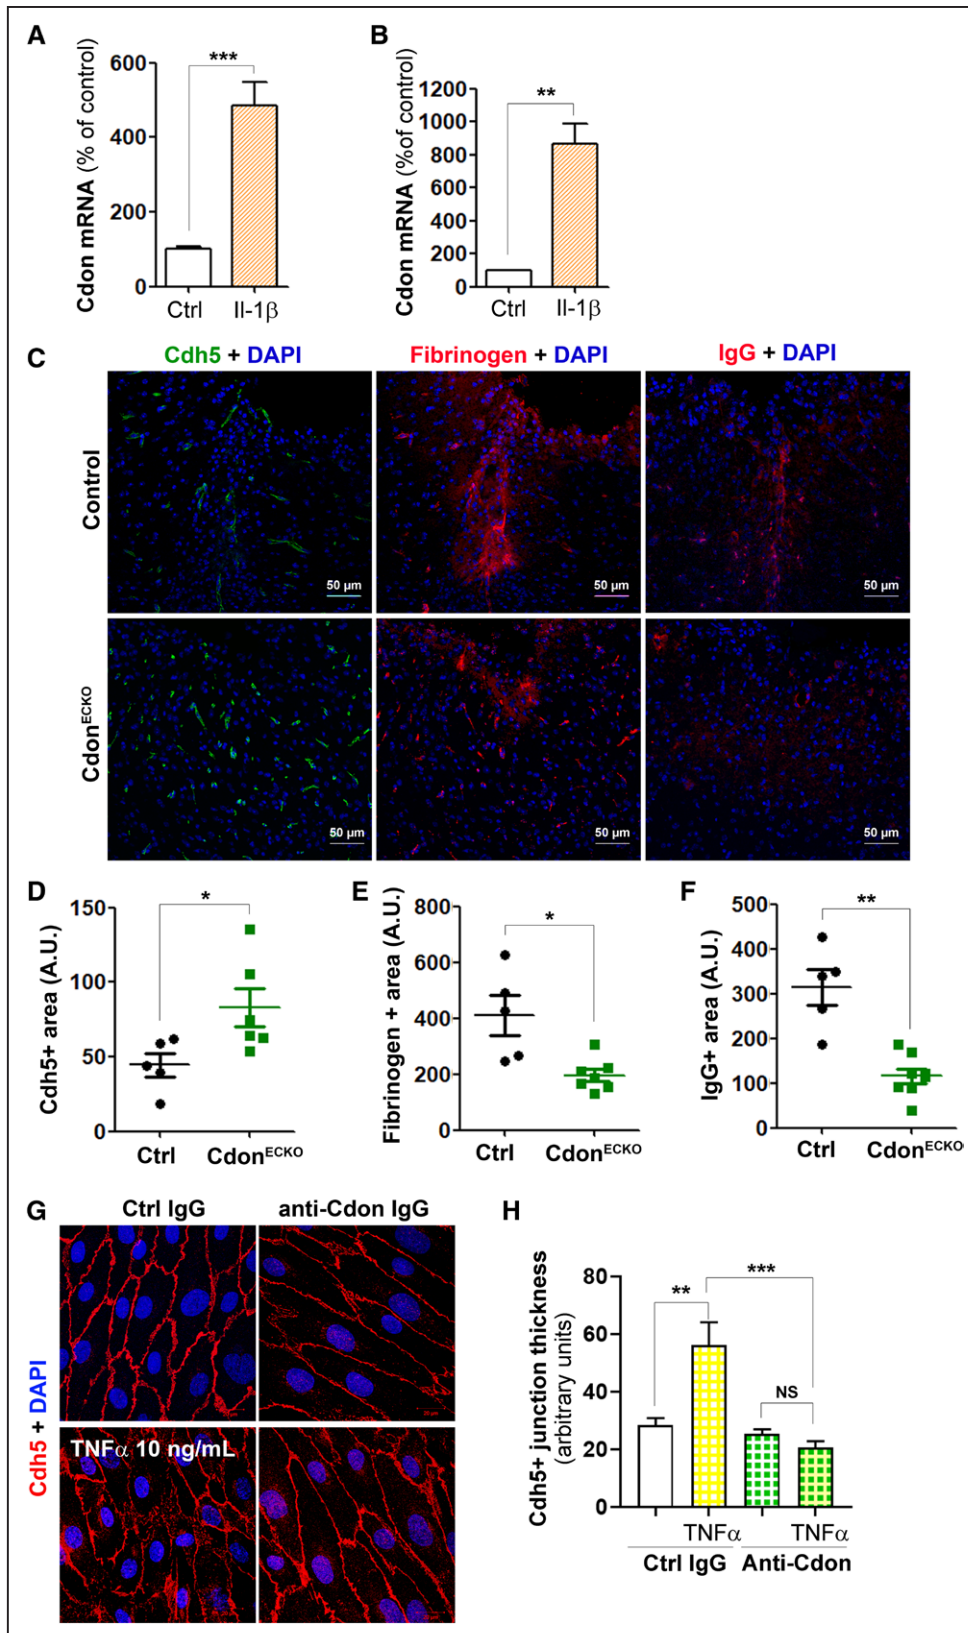 A
Cdon mRNA (% of control)
600
400
200
0
***
Ctrl
Il-1β
B
Cdon mRNA (%of control)
1200
1000
800
600
400
200
0
**
Ctrl
Il-1β
C
Cdh5 + DAPI
Fibrinogen + DAPI
IgG + DAPI
Control
50 µm
50 µm
50 µm
CdonECKO
50 µm
50 µm
50 µm
D
Cdh5+ area (A.U.)
150
100
50
0
*
Ctrl
CdonECKO
E
Fibrinogen + area (A.U.)
800
600
400
200
0
*
Ctrl
CdonECKO
F
IgG+ area (A.U.)
500
400
300
200
100
0
**
Ctrl
CdonECKO
G
Ctrl IgG
anti-Cdon IgG
Cdh5 + DAPI
TNFα 10 ng/mL
H
Cdh5+ junction thickness
(arbitrary units)
80
60
40
20
0
**
***
NS
TNFα
TNFα
Ctrl IgG
Anti-Cdon